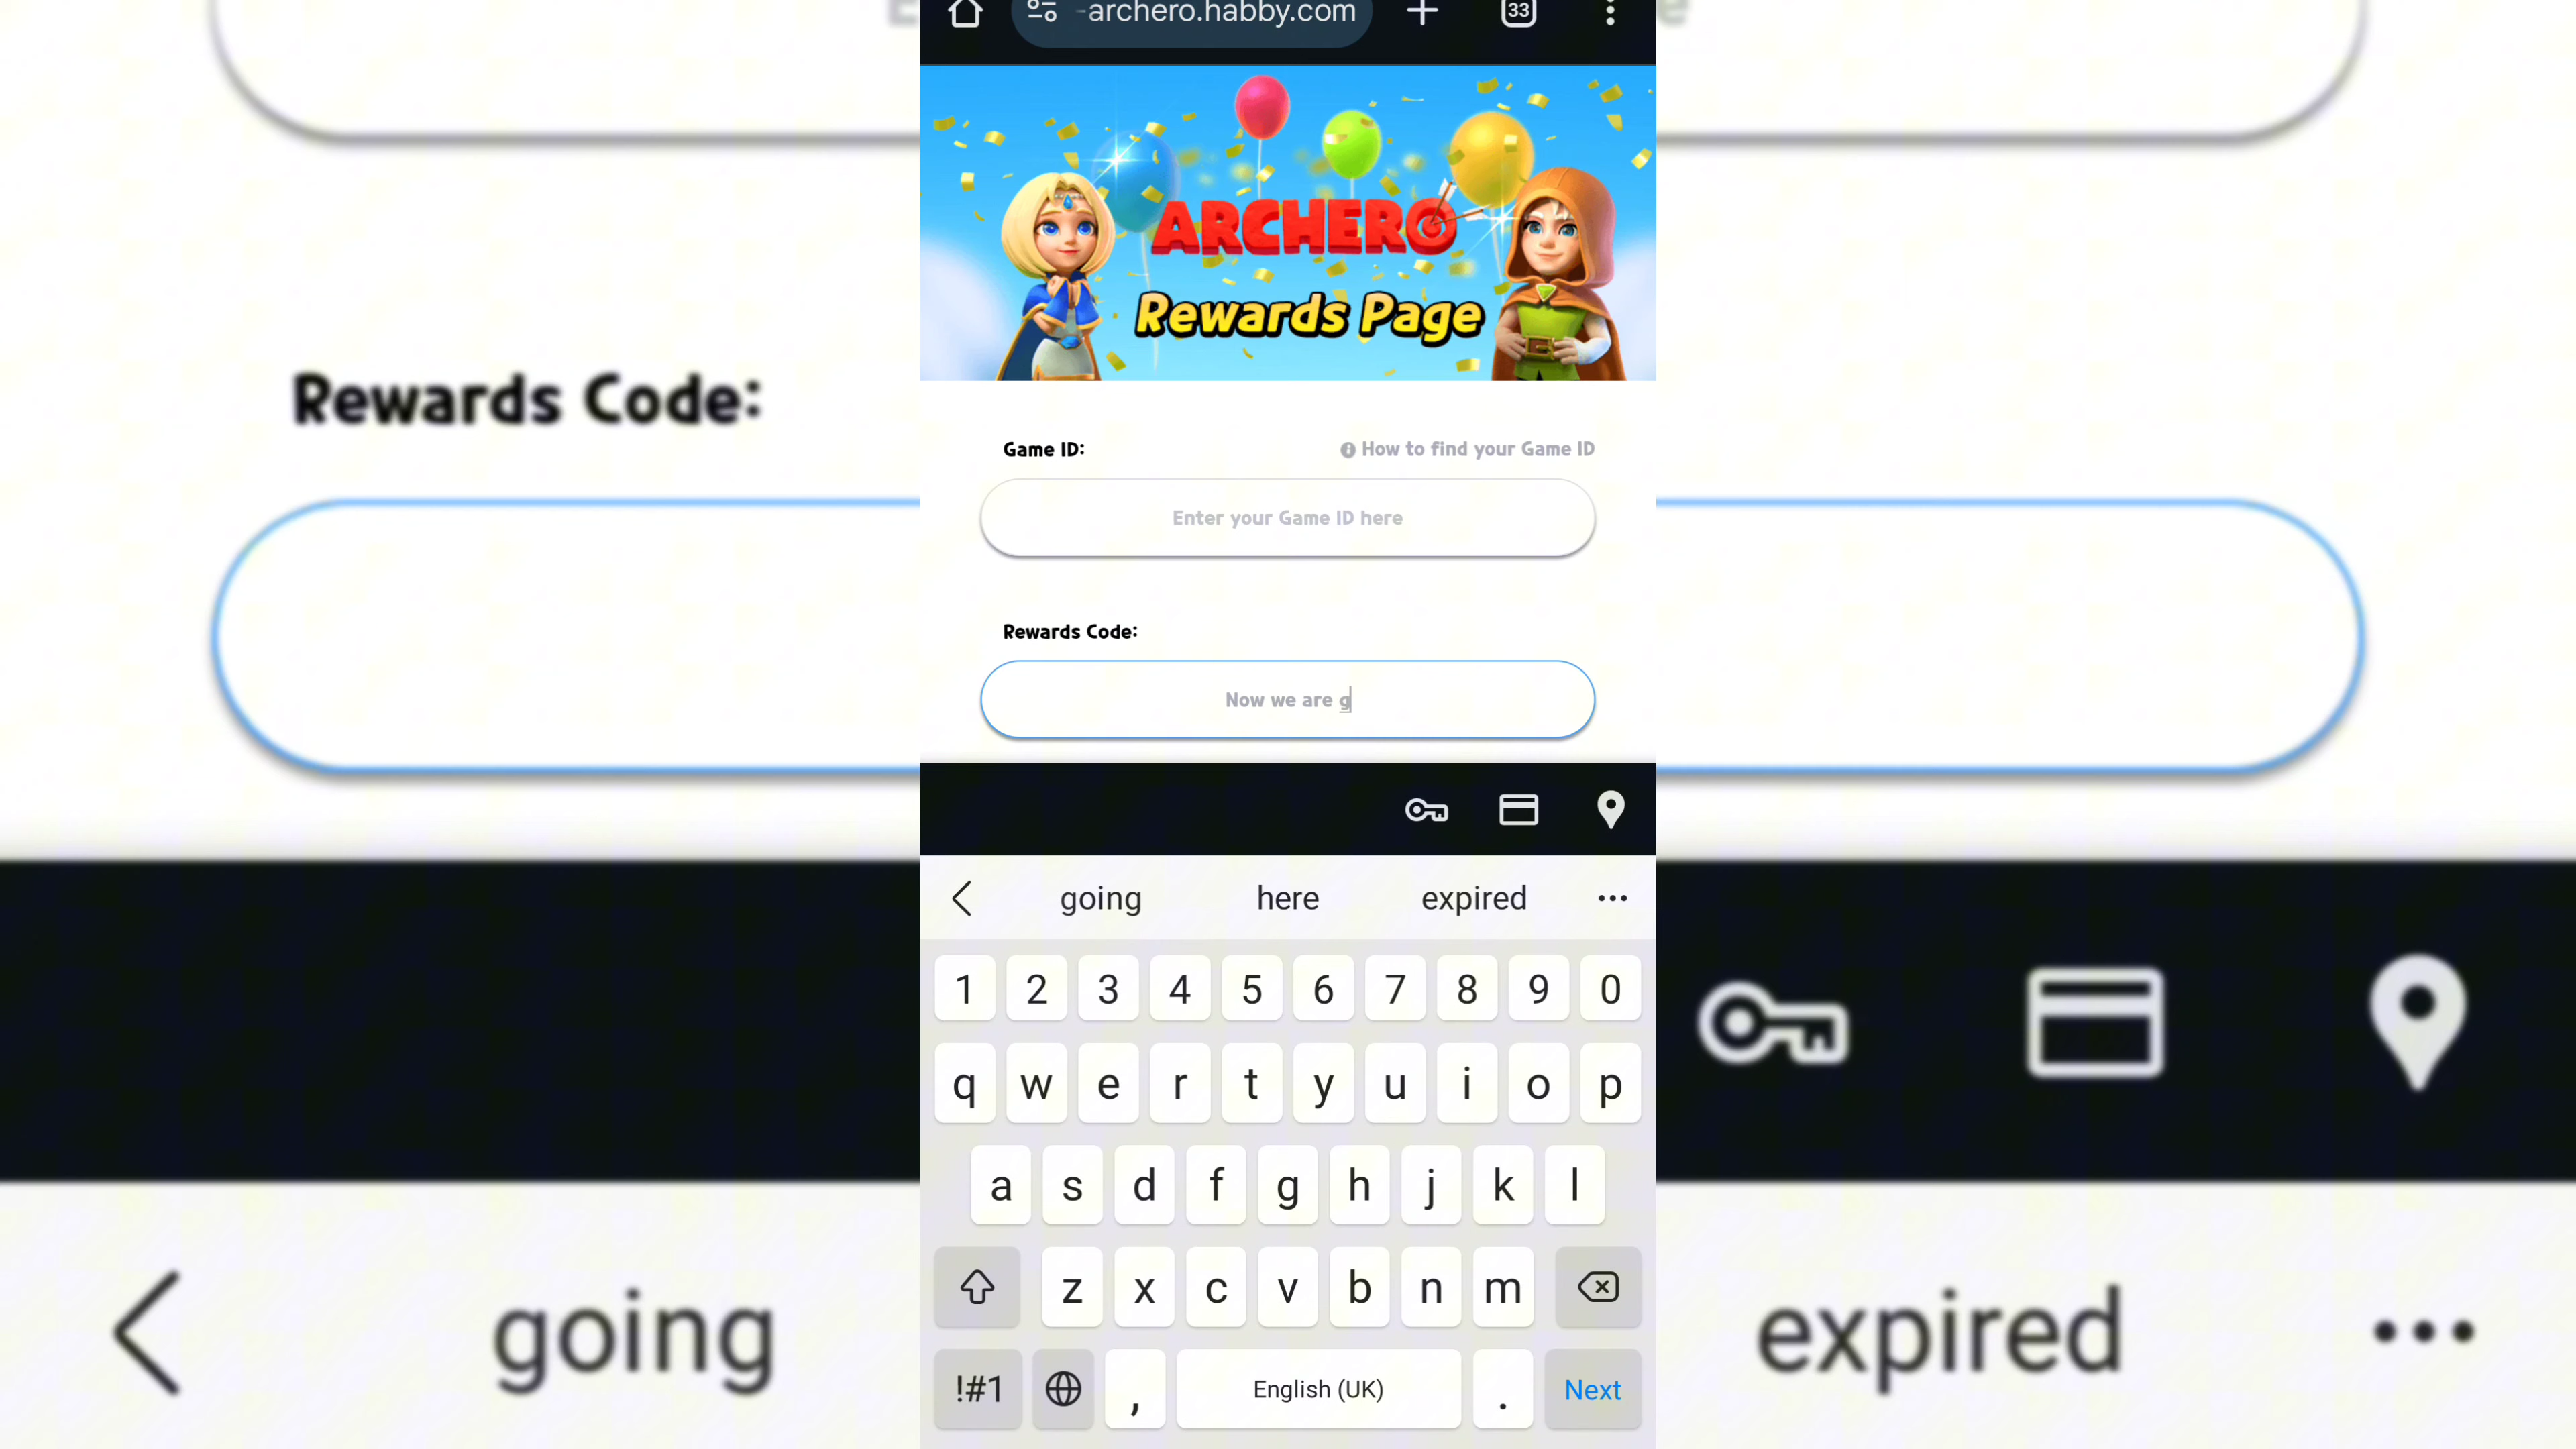 -archero.habby.com
33
ARCHERO
Rewards Page
Game ID:
How to find your Game ID
Enter your Game ID here
Rewards Code:
Now we are g
going here expired
1 2 3 4 5 6 7 8 9 0
q w e r t y u i o p
a s d f g h j k l
z x c v b n m
!#1 , English (UK) . Next
Rewards Code:
going expired